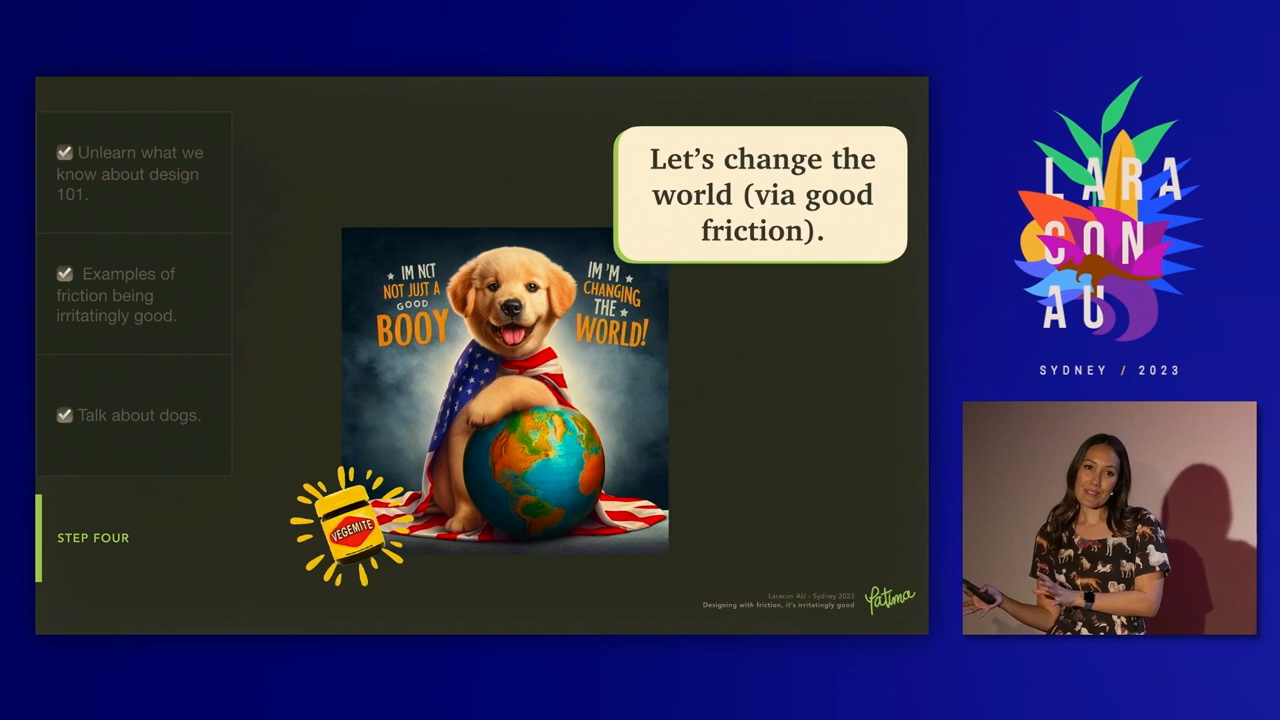 ☑ Unlearn what we
know about design
101.
☑ Examples of
friction being
irritatingly good.
☑ Talk about dogs.
STEP FOUR
Let’s change the
world (via good
friction).
IM NCT
NOT JUST A
GOOD
BOOY
IM 'M
CHANGING
THE
WORLD!
VEGEMITE
Laracon AU - Sydney 2023
Designing with friction, it's irritatingly good
Yatima
LARA
CON
AU
SYDNEY / 2023